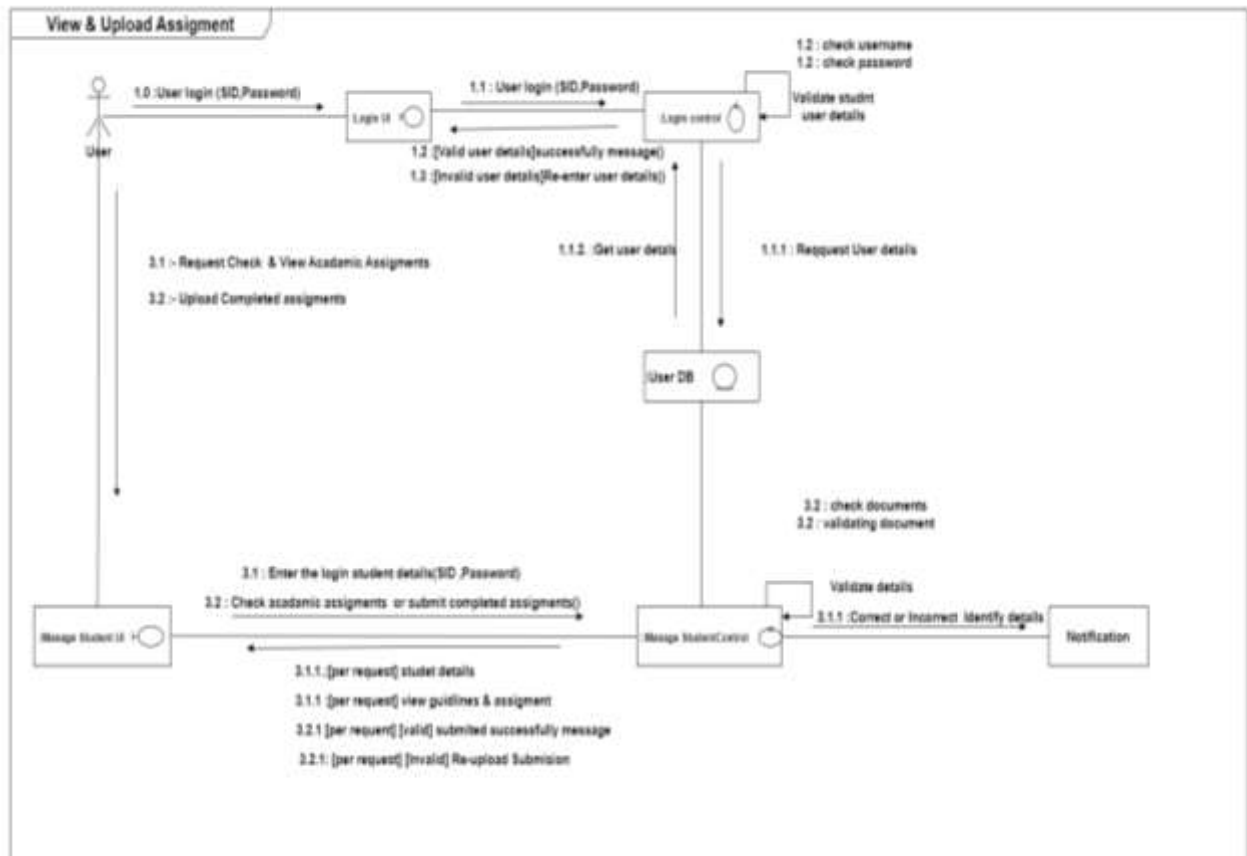 View & Upload Assigment
1.2 : check username
1.2 : check password
1.0 :User login (SID,Password)
1.1 : User login (SID,Password)
Login UI
Login control
Validate studnt
user details
User
1.2 :[Valid user details]successfully message()
1.3 :[Invalid user details]Re-enter user details()
1.1.2. :Get user detals
1.1.1 : Reqquest User details
3.1 :- Request Check & View Acadamic Assigments
3.2 :- Upload Completed assigments
:User DB
3.2 : check documents
3.2 : validating document
3.1 : Enter the login student details(SID ,Password)
Validate details
3.2 : Check acadamic assigments or submit completed assigments()
3.1.1 :Correct or Incorrect Identify details
Manage Student UI
Manage StudentControl
Notification
3.1.1.:[per request] studet details
3.1.1 :[per request] view guidlines & assigment
3.2.1 [per requent] [valid] submited successfully message
3.2.1: [per request] [Invalid] Re-upload Submision